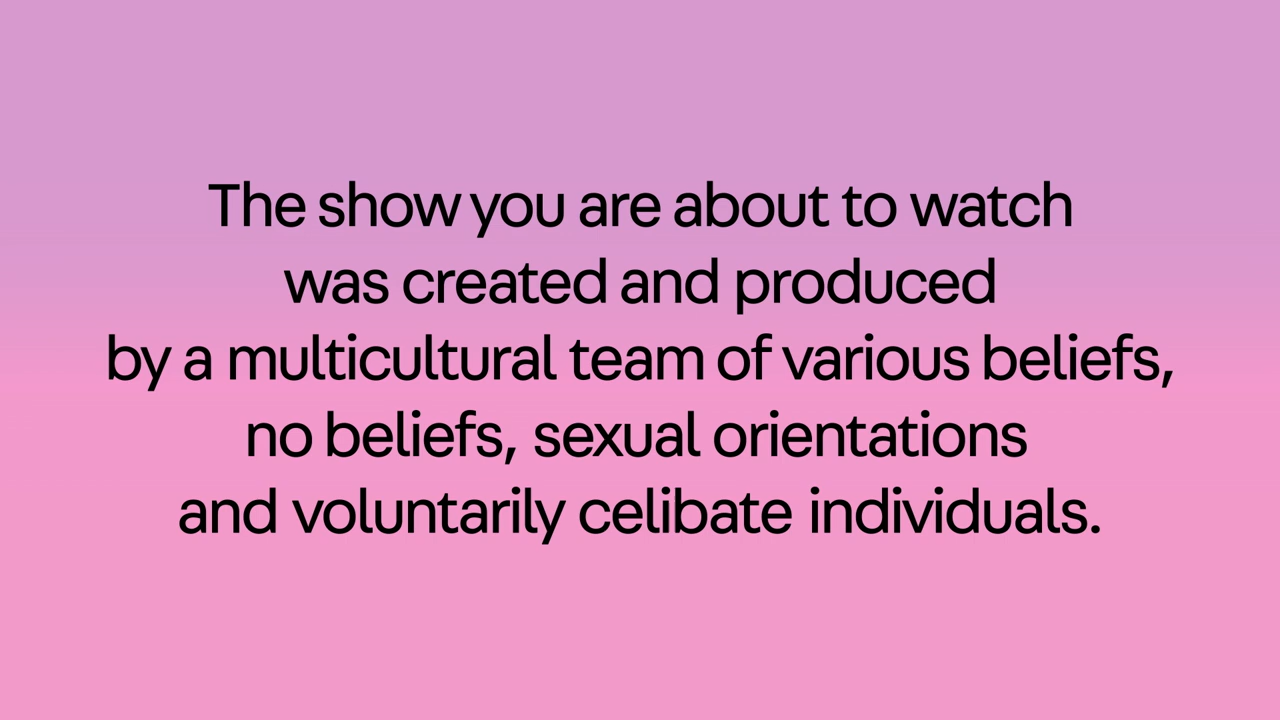 The show you are about to watch
was created and produced
by a multicultural team of various beliefs,
no beliefs, sexual orientations
and voluntarily celibate individuals.